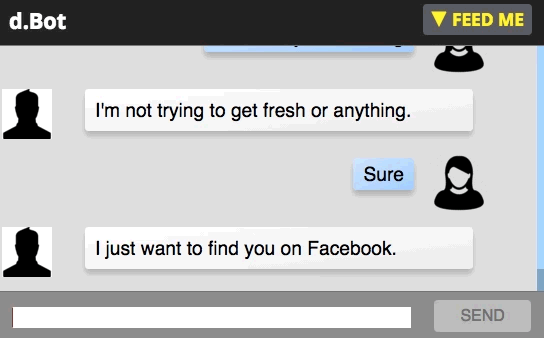 d.Bot
▼ FEED ME
I'm not trying to get fresh or anything.
Sure
I just want to find you on Facebook.
SEND